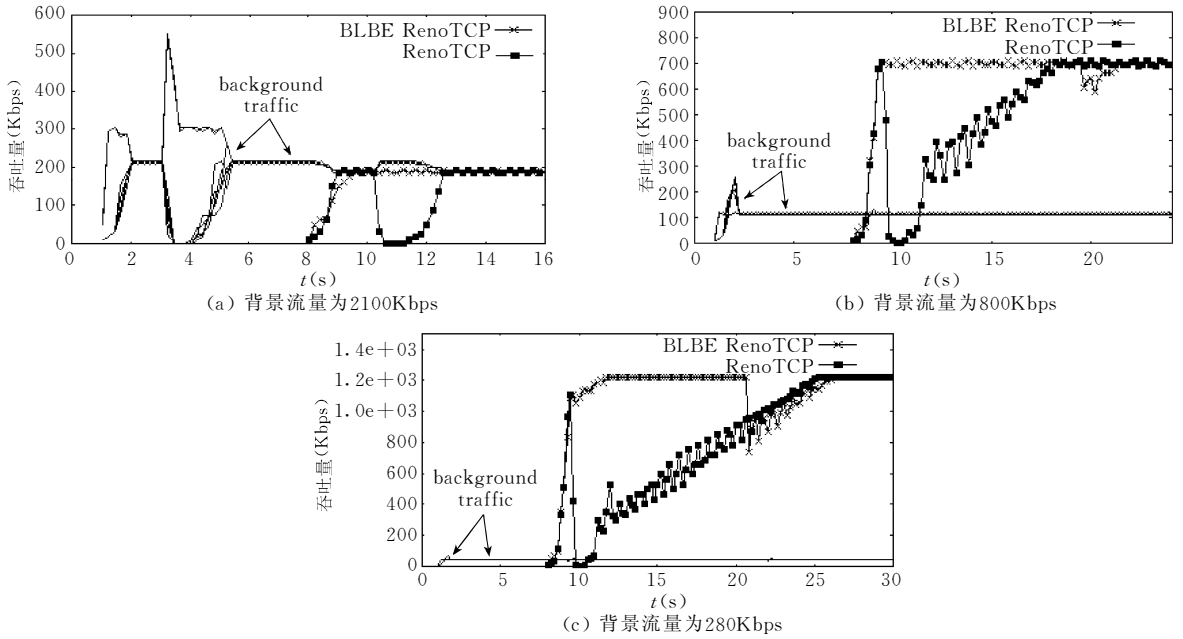 600
500
400
300
200
100
0
吞吐量(Kbps)
BLBE RenoTCP
RenoTCP
background
traffic
0 2 4 6 8 10 12 14 16
t(s)
(a) 背景流量为2100Kbps
900
800
700
600
500
400
300
200
100
0
吞吐量(Kbps)
BLBE RenoTCP
RenoTCP
background
traffic
0 5 10 15 20
t(s)
(b) 背景流量为800Kbps
1.4e+03
1.2e+03
1.0e+03
800
600
400
200
0
吞吐量(Kbps)
BLBE RenoTCP
RenoTCP
background
traffic
0 5 10 15 20 25 30
t(s)
(c) 背景流量为280Kbps